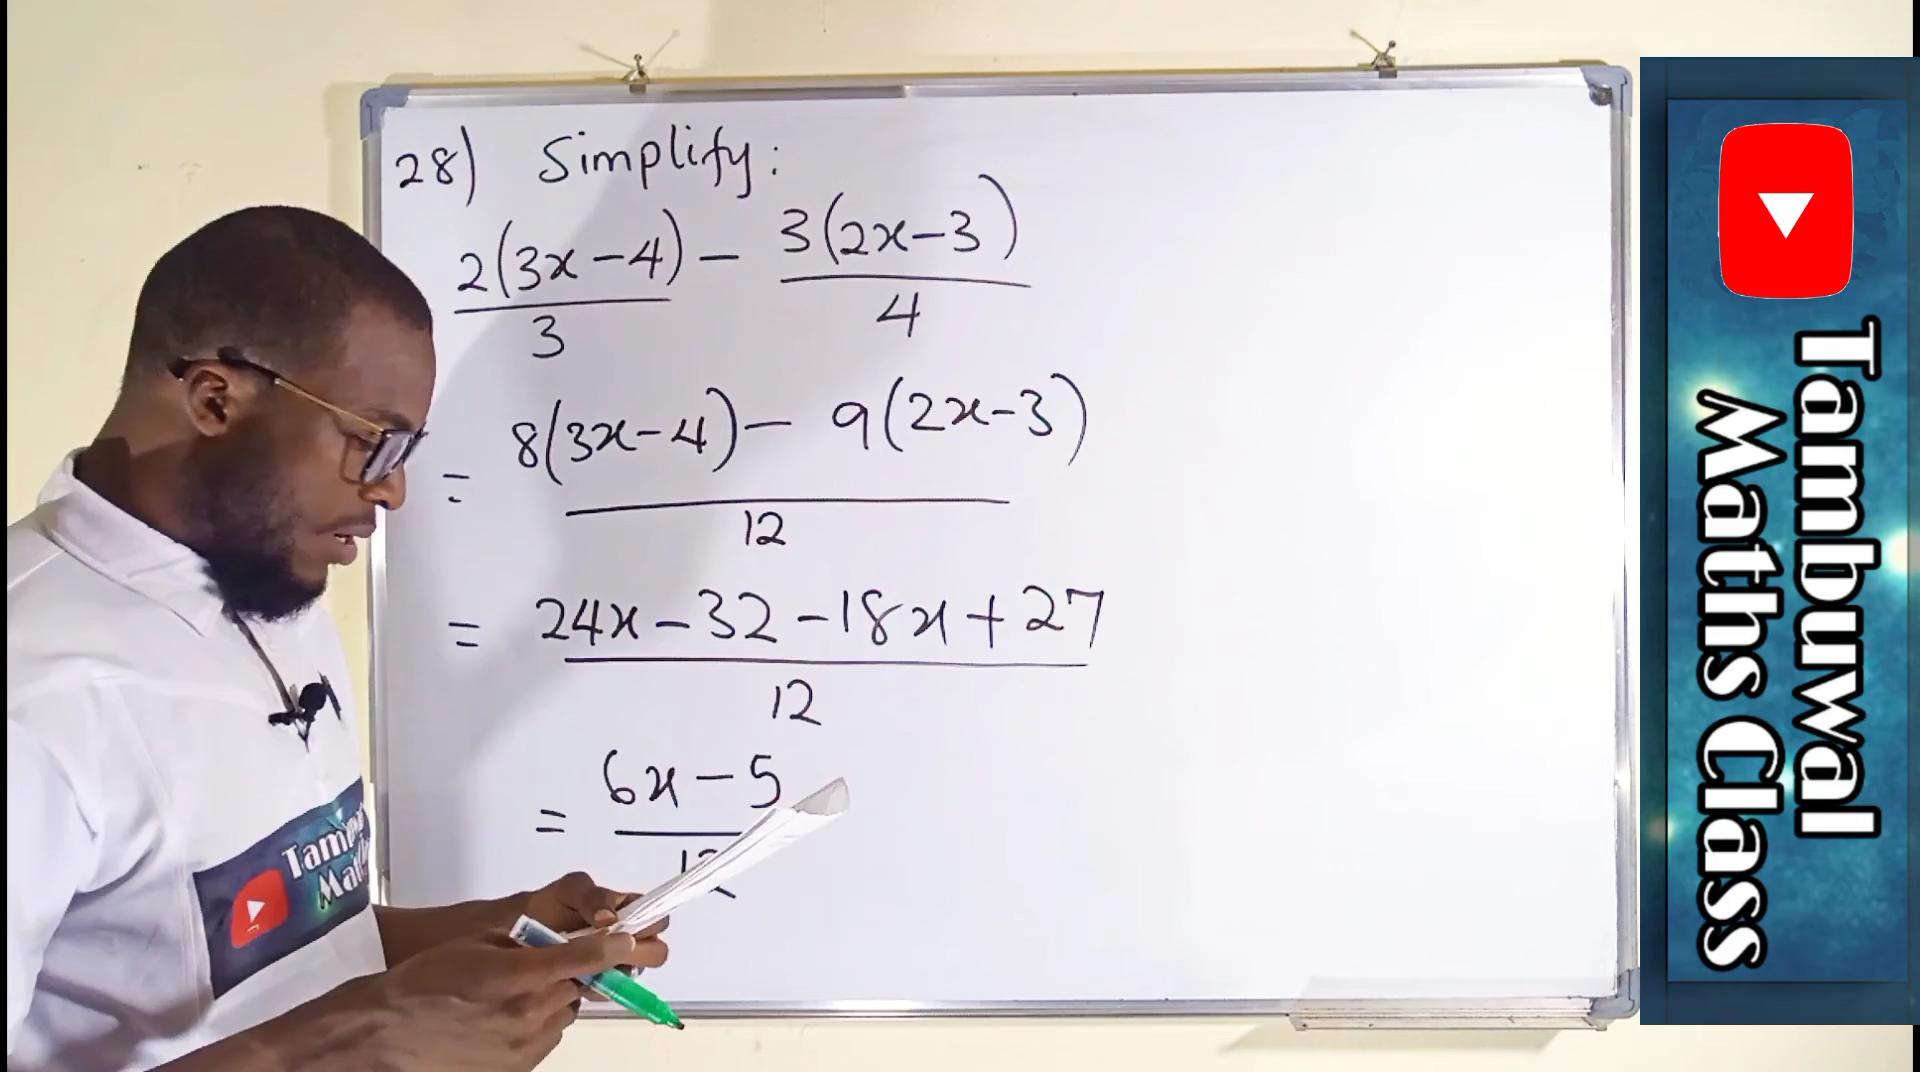 28) Simplify:
2(3x-4)/3 - 3(2x-3)/4
= 8(3x-4) - 9(2x-3)
12
= 24x-32-18x+27
12
= 6x-5
12
Tambuwal
Maths Class